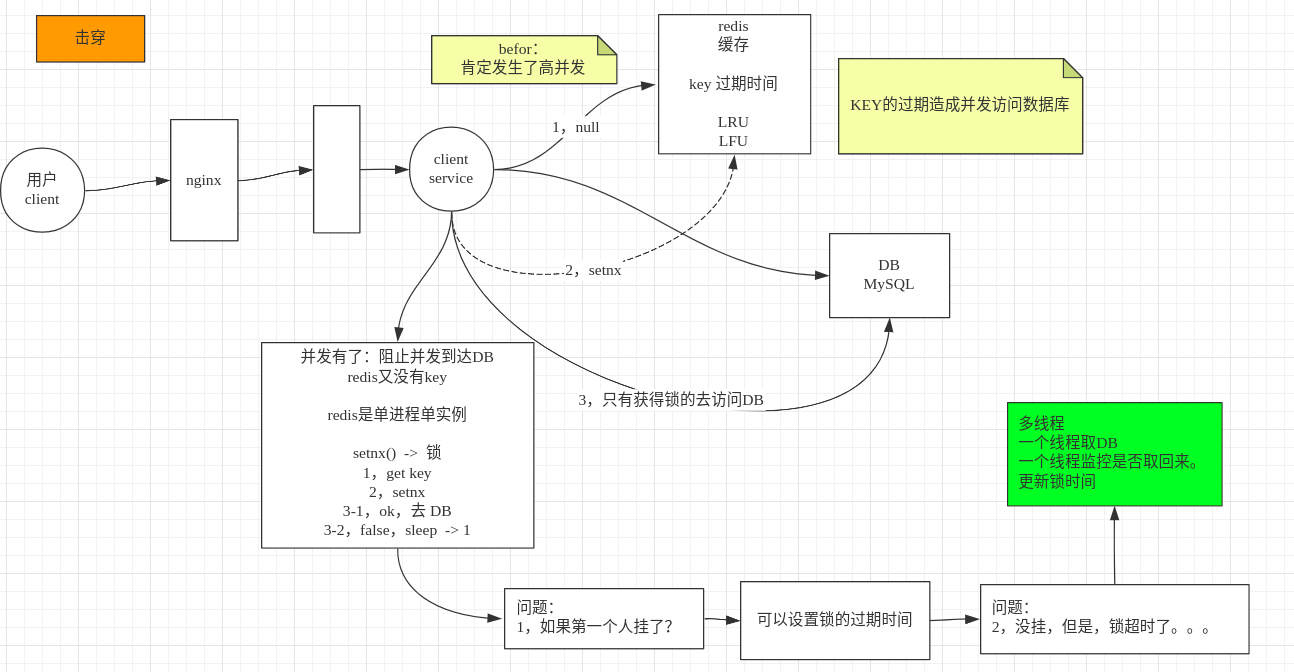 击穿
befor：
肯定发生了高并发
redis
缓存
key 过期时间
LRU
LFU
KEY的过期造成并发访问数据库
1，null
用户
client
nginx
client
service
2，setnx
DB
MySQL
并发有了：阻止并发到达DB
redis又没有key
redis是单进程单实例
setnx()  ->  锁
1，get key
2，setnx
3-1，ok，去 DB
3-2，false，sleep  -> 1
3，只有获得锁的去访问DB
多线程
一个线程取DB
一个线程监控是否取回来。
更新锁时间
问题：
1，如果第一个人挂了？
可以设置锁的过期时间
问题：
2，没挂，但是，锁超时了。。。